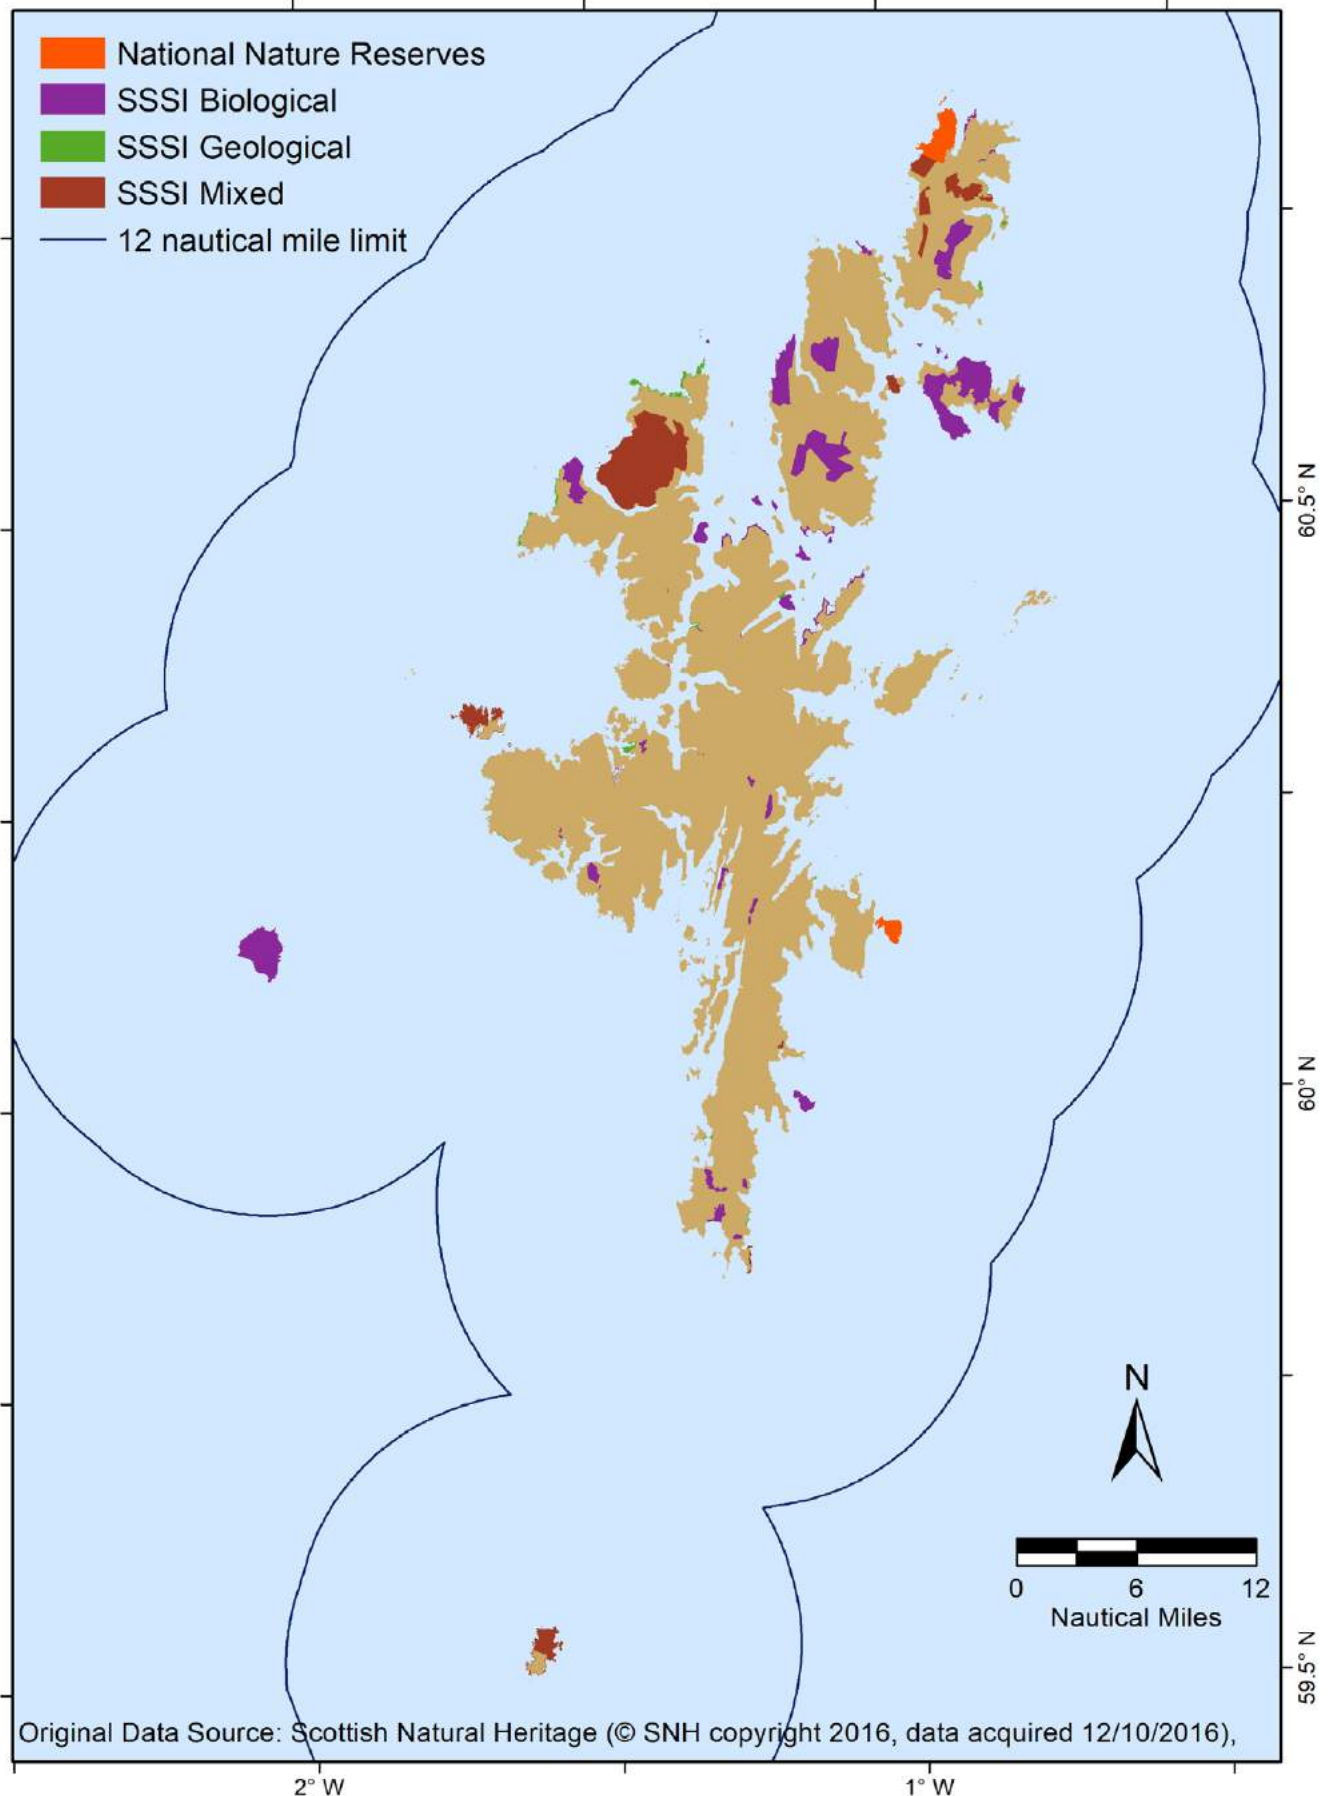 National Nature Reserves
SSSI Biological
SSSI Geological
SSSI Mixed
12 nautical mile limit
60.5° N
60° N
N
0 6 12
Nautical Miles
59.5° N
Original Data Source: Scottish Natural Heritage (© SNH copyright 2016, data acquired 12/10/2016),
2° W 1° W